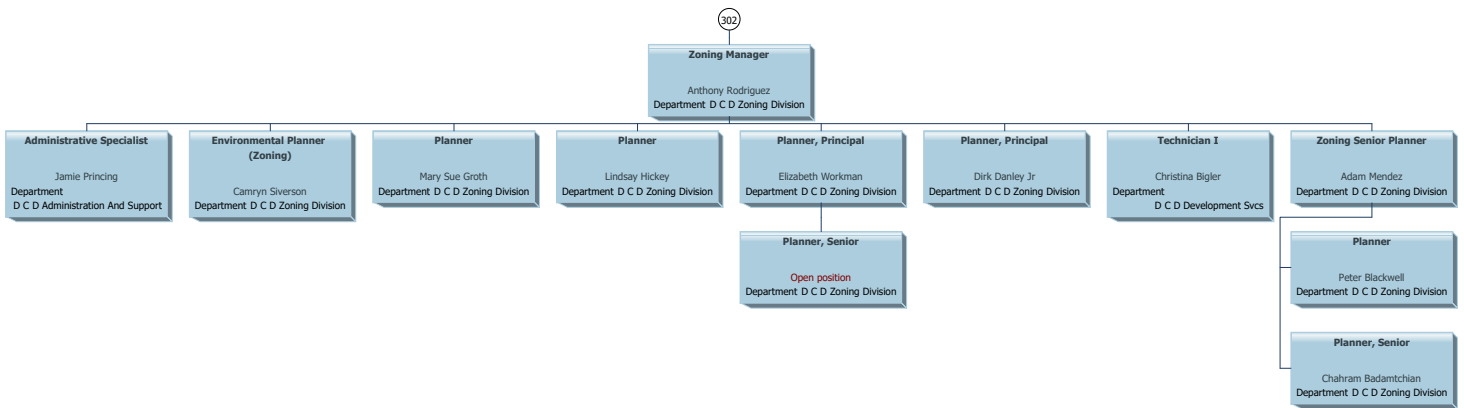 302
Zoning Manager
Anthony Rodriguez
Department D C D Zoning Division
Administrative Specialist
Jamie Princing
Department
D C D Administration And Support
Environmental Planner
(Zoning)
Camryn Siverson
Department D C D Zoning Division
Planner
Mary Sue Groth
Department D C D Zoning Division
Planner
Lindsay Hickey
Department D C D Zoning Division
Planner, Principal
Elizabeth Workman
Department D C D Zoning Division
Planner, Principal
Dirk Danley Jr
Department D C D Zoning Division
Technician I
Christina Bigler
Department
D C D Development Svcs
Zoning Senior Planner
Adam Mendez
Department D C D Zoning Division
Planner, Senior
Open position
Department D C D Zoning Division
Planner
Peter Blackwell
Department D C D Zoning Division
Planner, Senior
Chahram Badamtchian
Department D C D Zoning Division